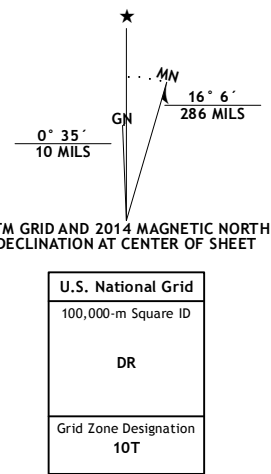 MN
GN
16° 6´
286 MILS
0° 35´
10 MILS
TM GRID AND 2014 MAGNETIC NORTH
DECLINATION AT CENTER OF SHEET
U.S. National Grid
100,000-m Square ID
DR
Grid Zone Designation
10T